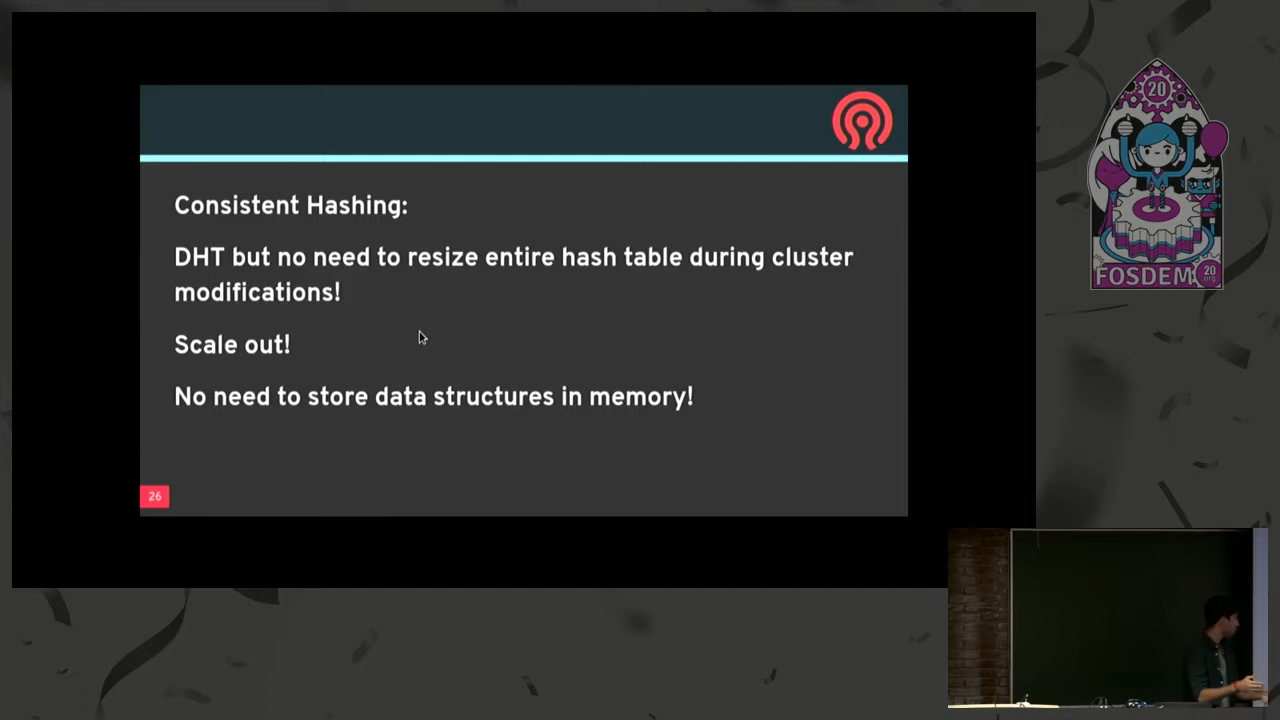 20
FOSDEM 20
.org
Consistent Hashing:
DHT but no need to resize entire hash table during cluster
modifications!
Scale out!
No need to store data structures in memory!
26